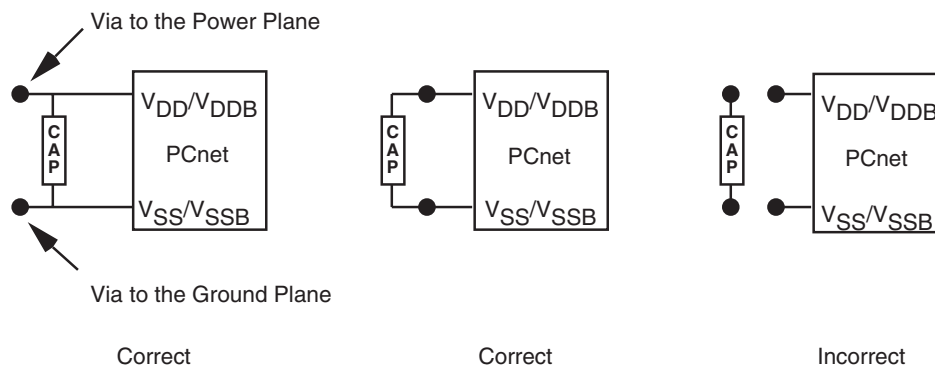 Via to the Power Plane
CAP
VDD/VDDB
PCnet
VSS/VSSB
CAP
VDD/VDDB
PCnet
VSS/VSSB
CAP
VDD/VDDB
PCnet
VSS/VSSB
Via to the Ground Plane
Correct
Correct
Incorrect